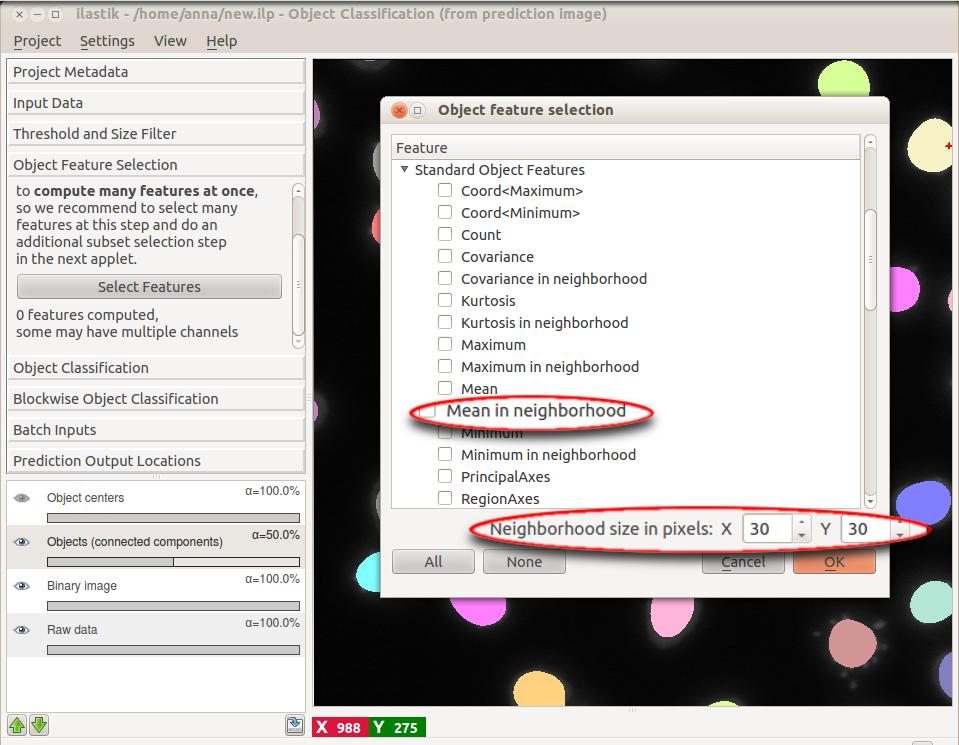 ilastik - /home/anna/new.ilp - Object Classification (from prediction image)
Project Settings View Help
Project Metadata
Input Data
Threshold and Size Filter
Object Feature Selection
to compute many features at once,
so we recommend to select many
features at this step and do an
additional subset selection step
in the next applet.
Select Features
0 features computed,
some may have multiple channels
Object Classification
Blockwise Object Classification
Batch Inputs
Prediction Output Locations
Object centers α=100.0%
Objects (connected components) α=50.0%
Binary image α=100.0%
Raw data α=100.0%
Object feature selection
Feature
Standard Object Features
Coord<Maximum>
Coord<Minimum>
Count
Covariance
Covariance in neighborhood
Kurtosis
Kurtosis in neighborhood
Maximum
Maximum in neighborhood
Mean
Mean in neighborhood
Minimum
Minimum in neighborhood
PrincipalAxes
RegionAxes
Neighborhood size in pixels: X 30 Y 30
All None Cancel OK
X 988 Y 275